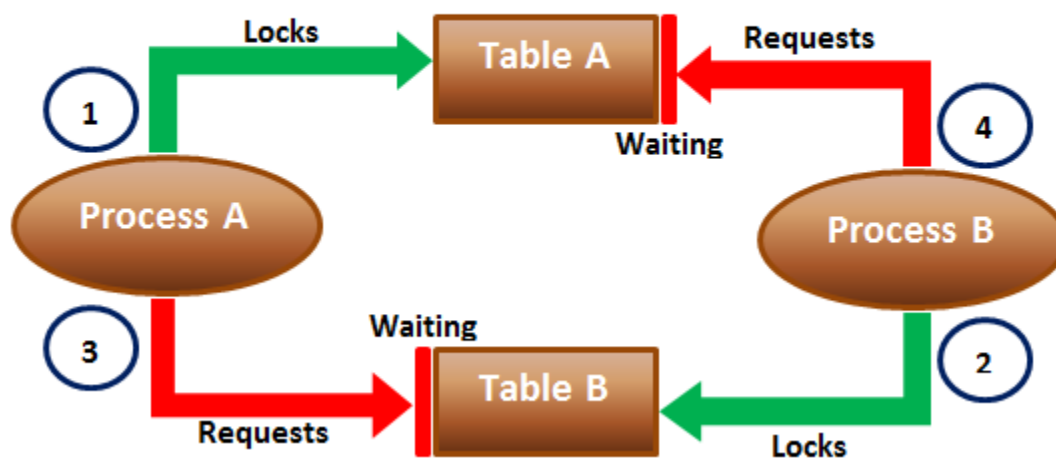 Locks
Table A
Requests
1
4
Waiting
Process A
Process B
3
Waiting
2
Table B
Requests
Locks